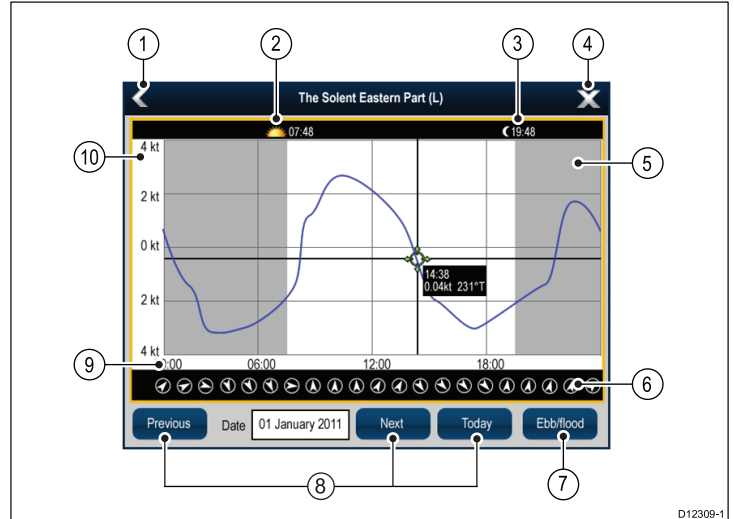 1
2
3
4
The Solent Eastern Part (L)
07:48
19:48
10
4 kt
5
2 kt
0 kt
14:38
0.04kt 231°T
2 kt
4 kt
9
0:00
06:00
12:00
18:00
6
Previous
Date
01 January 2011
Next
Today
Ebb/flood
8
7
D12309-1